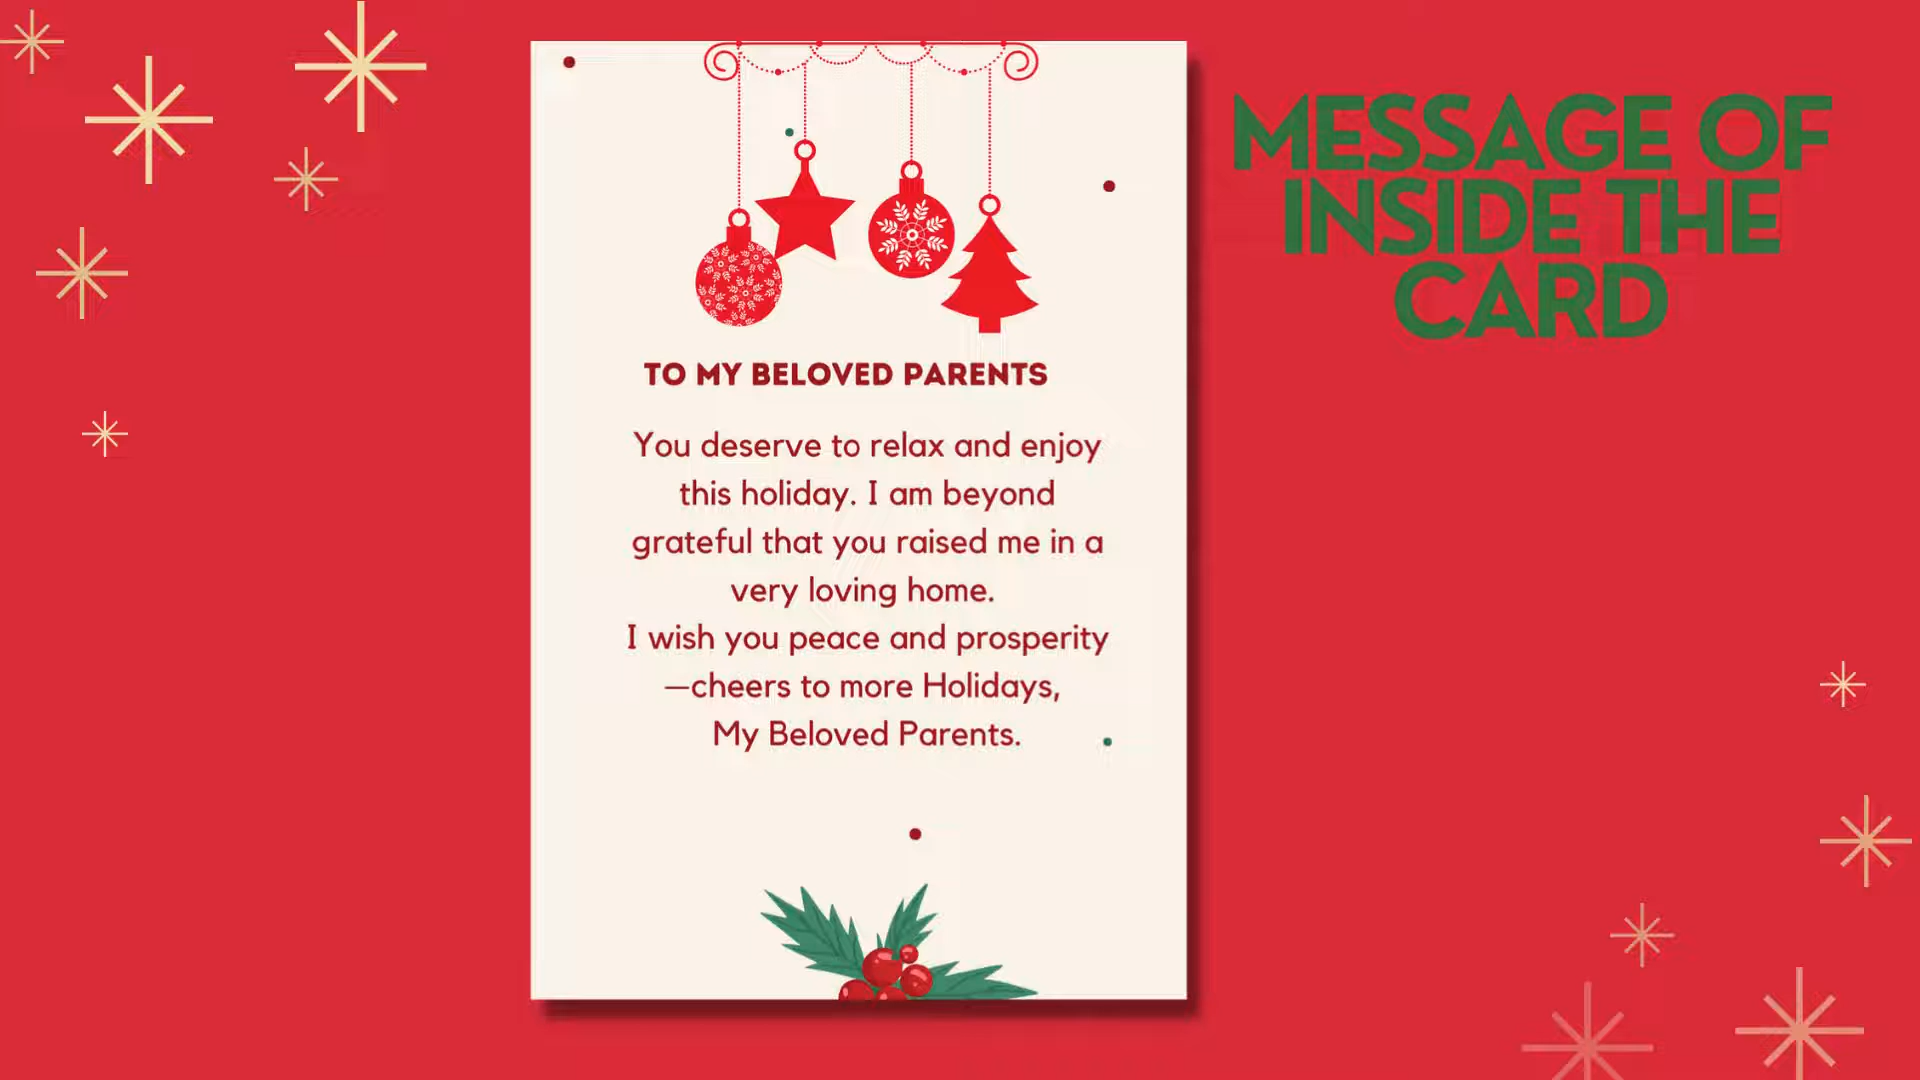 MESSAGE OF
INSIDE THE
CARD
TO MY BELOVED PARENTS
You deserve to relax and enjoy
this holiday. I am beyond
grateful that you raised me in a
very loving home.
I wish you peace and prosperity
—cheers to more Holidays,
My Beloved Parents.